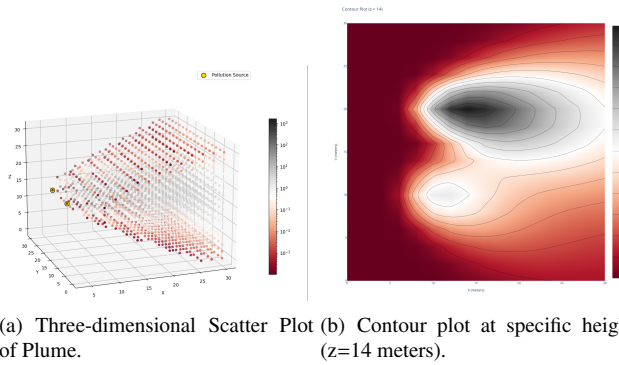 Contour Plot (z = 14)
Pollution Source
30
25
20
15
10
5
0
Z
30
25
20
15
10
5
0
Y
5
10
15
20
25
30
X
10³
10²
10¹
10⁰
10⁻¹
10⁻²
10⁻³
X (meters)
(a) Three-dimensional Scatter Plot
of Plume.
(b) Contour plot at specific heigh
(z=14 meters).